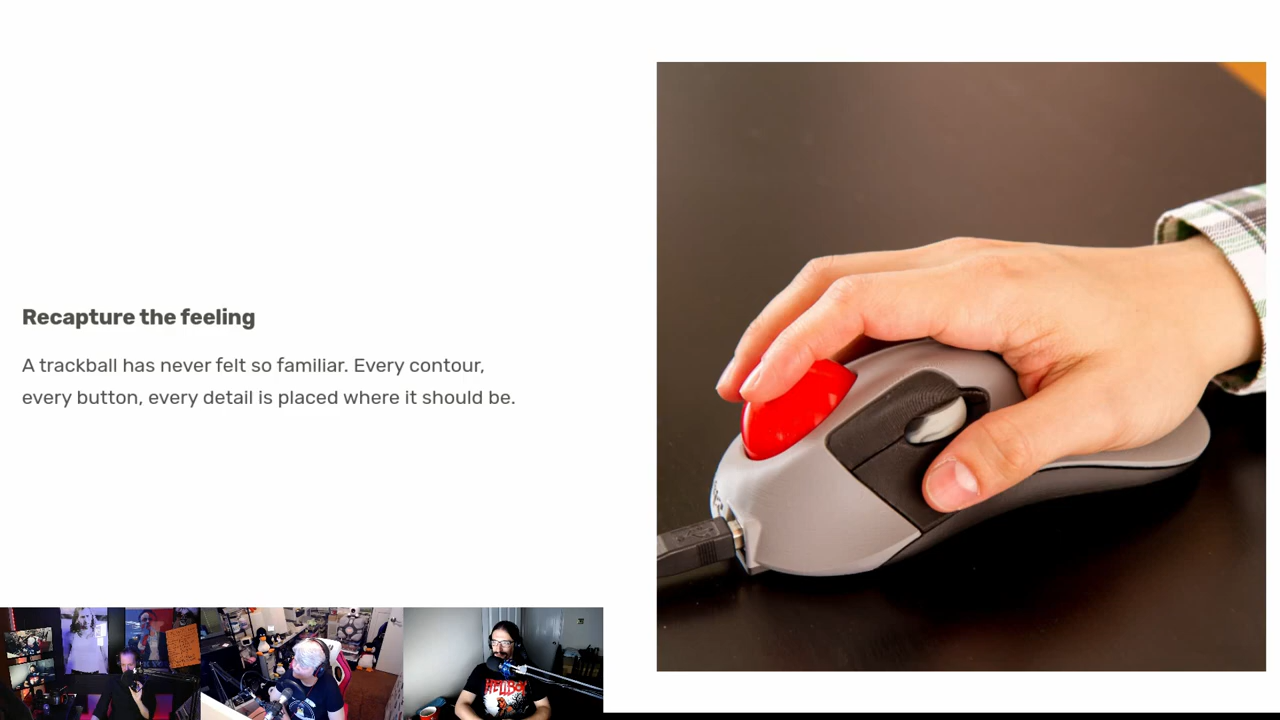 Recapture the feeling
A trackball has never felt so familiar. Every contour,
every button, every detail is placed where it should be.
HELLBOY